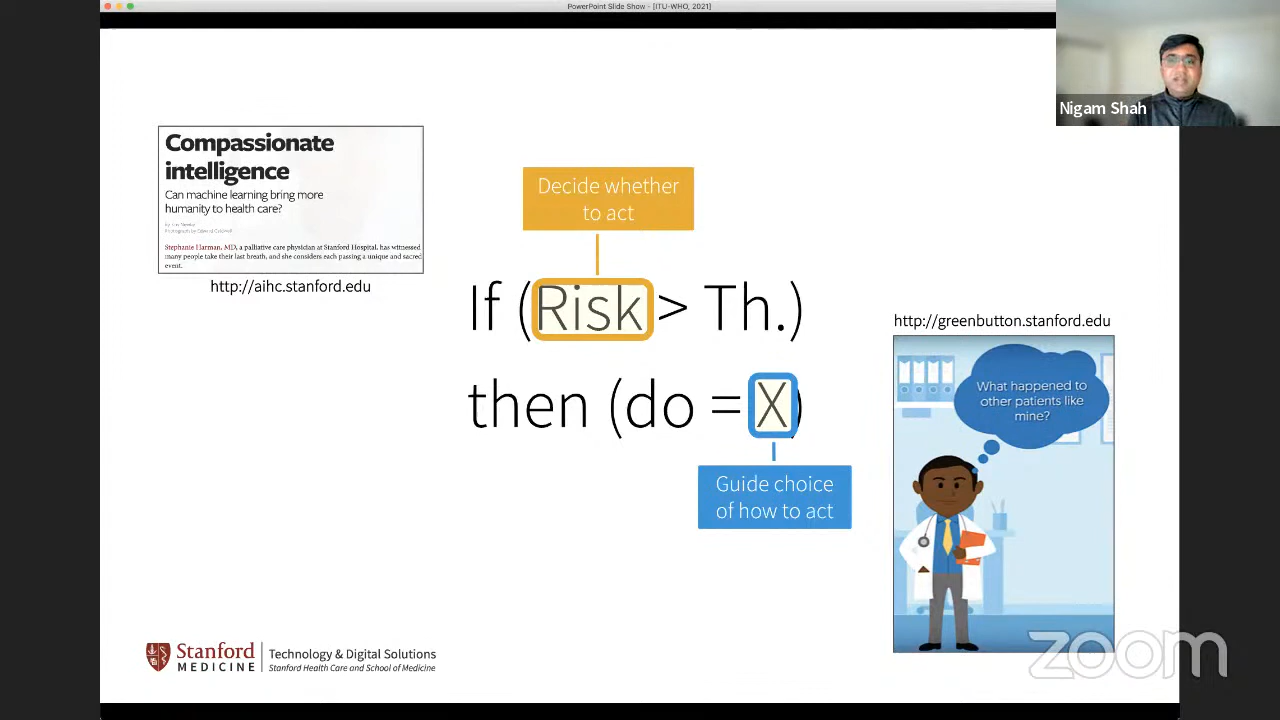 PowerPoint Slide Show - [ITU-WHO, 2021]
Nigam Shah
Compassionate
intelligence
Can machine learning bring more
humanity to health care?
Stephanie Harman, MD, a palliative care physician at Stanford Hospital, has witnessed
many people take their last breath, and she considers each passing a unique and sacred
event.
http://aihc.stanford.edu
Decide whether
to act
If (Risk > Th.)
then (do = X)
Guide choice
of how to act
http://greenbutton.stanford.edu
What happened to
other patients like
mine?
Stanford
MEDICINE
Technology & Digital Solutions
Stanford Health Care and School of Medicine
zoom